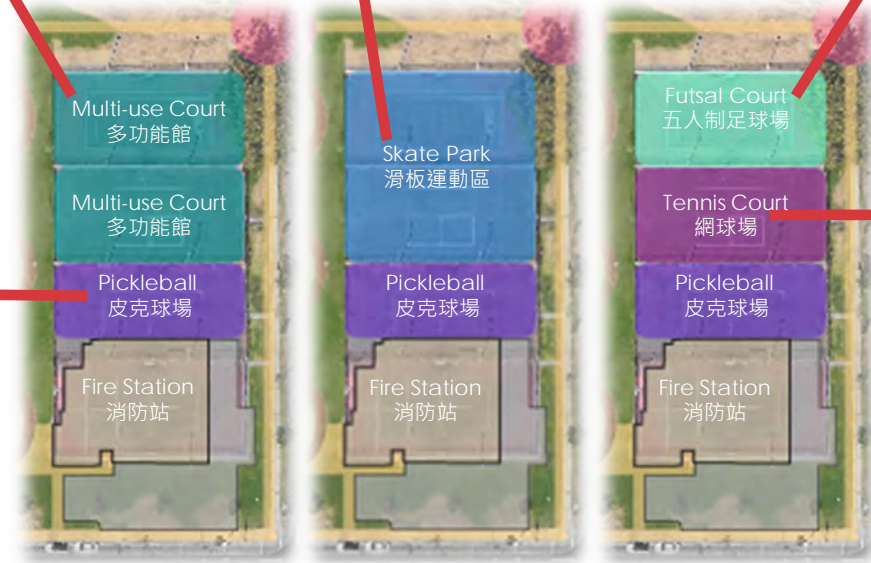 Multi-use Court
多功能館
Multi-use Court
多功能館
Pickleball
皮克球場
Fire Station
消防站
Skate Park
滑板運動區
Pickleball
皮克球場
Fire Station
消防站
Futsal Court
五人制足球場
Tennis Court
網球場
Pickleball
皮克球場
Fire Station
消防站